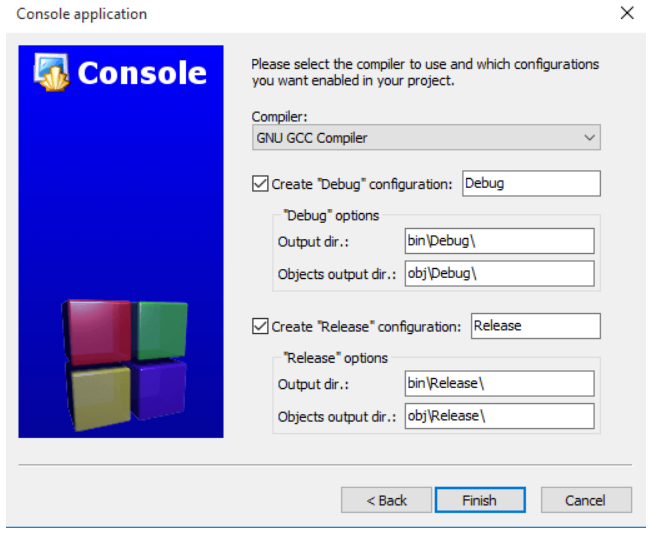 Console application
Console
Please select the compiler to use and which configurations
you want enabled in your project.
Compiler:
GNU GCC Compiler
Create "Debug" configuration: Debug
"Debug" options
Output dir.: bin\Debug\
Objects output dir.: obj\Debug\
Create "Release" configuration: Release
"Release" options
Output dir.: bin\Release\
Objects output dir.: obj\Release\
< Back Finish Cancel